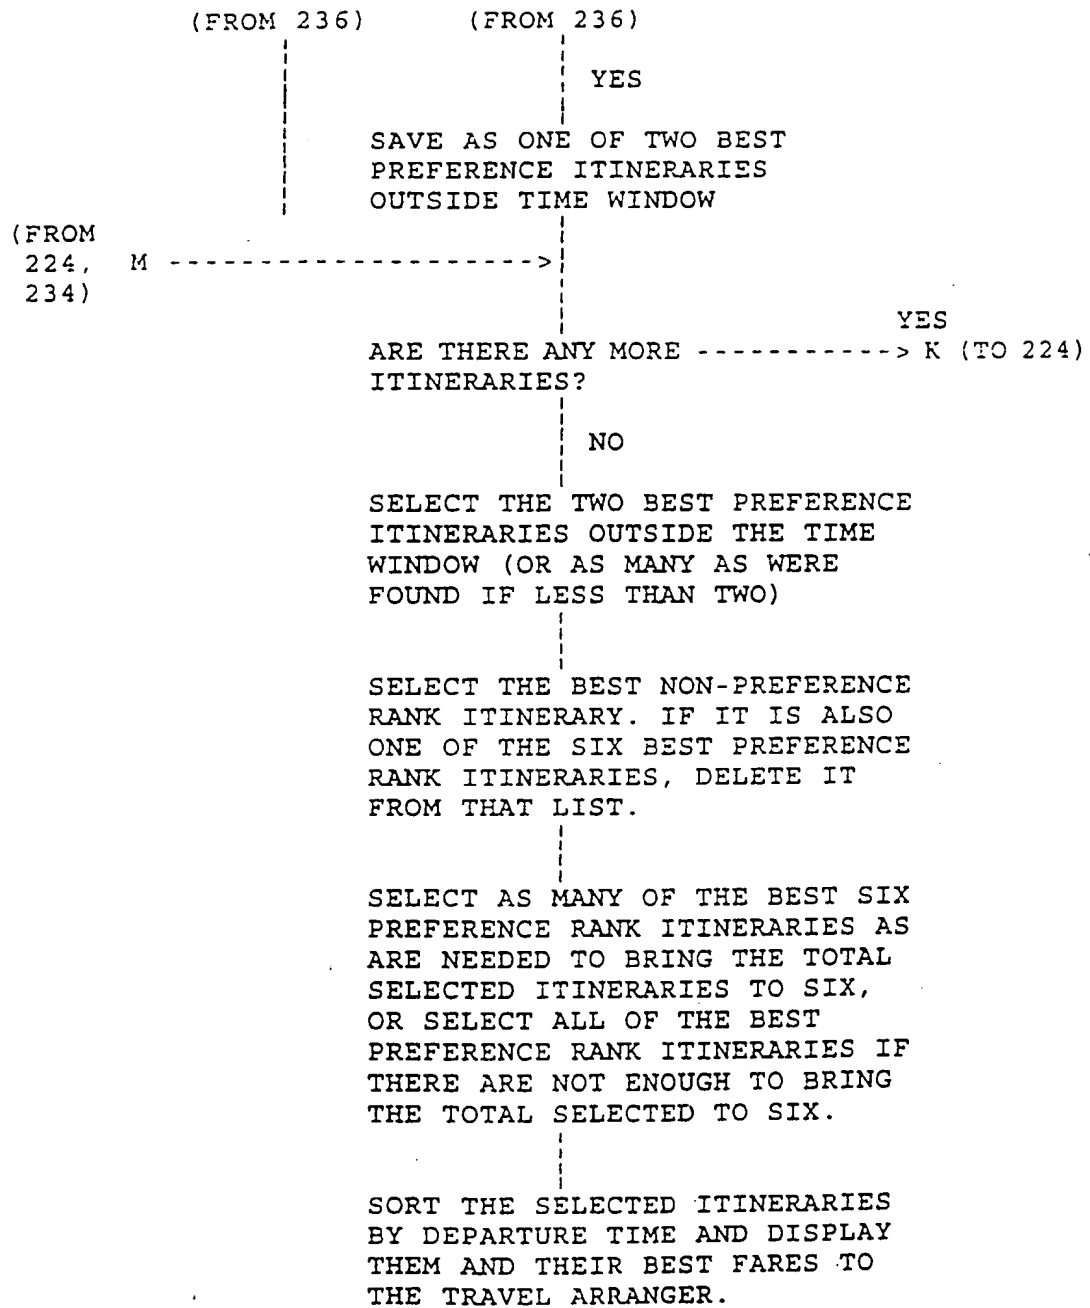 (FROM 236) (FROM 236)
YES
SAVE AS ONE OF TWO BEST
PREFERENCE ITINERARIES
OUTSIDE TIME WINDOW
(FROM
224, M
234)
YES
ARE THERE ANY MORE -----------> K (TO 224)
ITINERARIES?
NO
SELECT THE TWO BEST PREFERENCE
ITINERARIES OUTSIDE THE TIME
WINDOW (OR AS MANY AS WERE
FOUND IF LESS THAN TWO)
SELECT THE BEST NON-PREFERENCE
RANK ITINERARY. IF IT IS ALSO
ONE OF THE SIX BEST PREFERENCE
RANK ITINERARIES, DELETE IT
FROM THAT LIST.
SELECT AS MANY OF THE BEST SIX
PREFERENCE RANK ITINERARIES AS
ARE NEEDED TO BRING THE TOTAL
SELECTED ITINERARIES TO SIX,
OR SELECT ALL OF THE BEST
PREFERENCE RANK ITINERARIES IF
THERE ARE NOT ENOUGH TO BRING
THE TOTAL SELECTED TO SIX.
SORT THE SELECTED ITINERARIES
BY DEPARTURE TIME AND DISPLAY
THEM AND THEIR BEST FARES TO
THE TRAVEL ARRANGER.